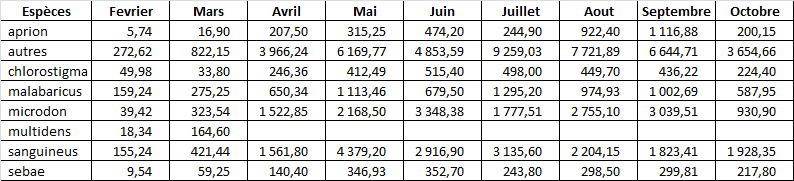 Espèces Fevrier Mars Avril Mai Juin Juillet Aout Septembre Octobre
aprion 5,74 16,90 207,50 315,25 474,20 244,90 922,40 1 116,88 200,15
autres 272,62 822,15 3 966,24 6 169,77 4 853,59 9 259,03 7 721,89 6 644,71 3 654,66
chlorostigma 49,98 33,80 246,36 412,49 515,40 498,00 449,70 436,22 224,40
malabaricus 159,24 275,25 650,34 1 113,46 679,50 1 295,20 974,93 1 002,69 587,95
microdon 39,42 323,54 1 522,85 2 168,50 3 348,38 1 777,51 2 755,10 3 039,51 930,90
multidens 18,34 164,60
sanguineus 155,24 421,44 1 561,80 4 379,20 2 916,90 3 135,60 2 204,15 1 823,41 1 928,35
sebae 9,54 59,25 140,40 346,93 352,70 243,80 298,50 299,81 217,80